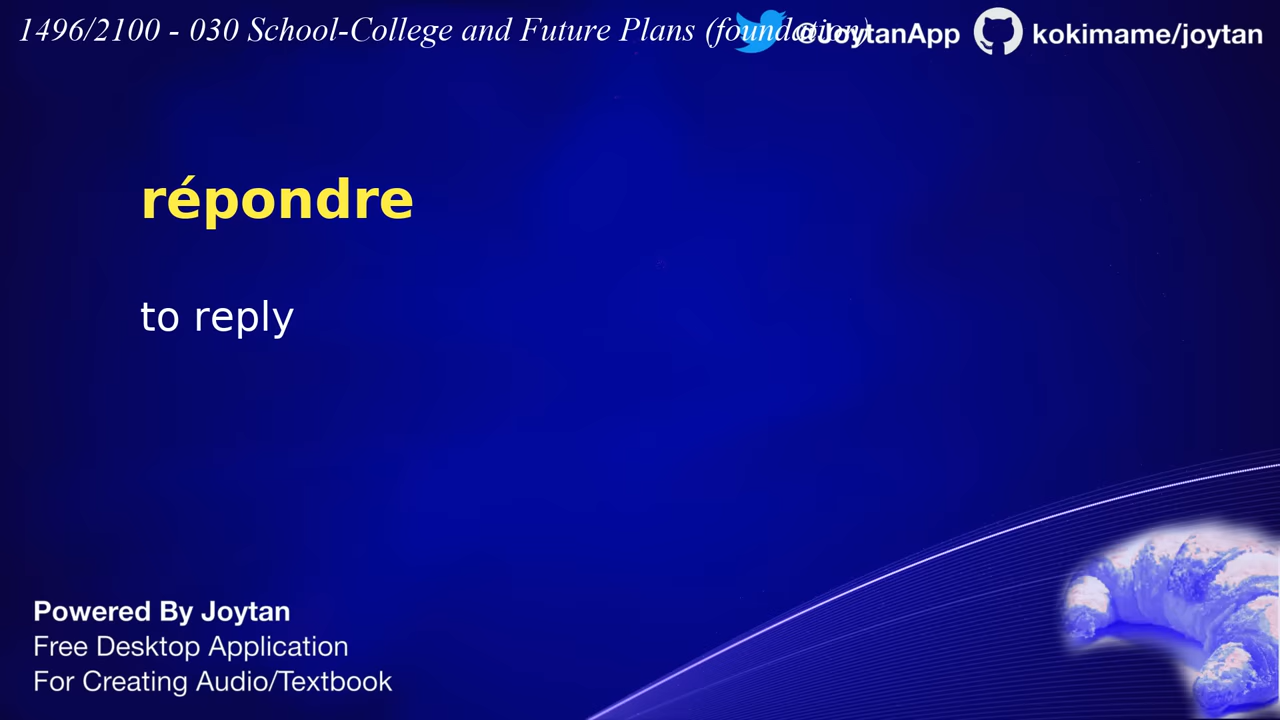 1496/2100 - 030 School-College and Future Plans (foundation)
@JoytanApp
kokimame/joytan
répondre
to reply
Powered By Joytan
Free Desktop Application
For Creating Audio/Textbook